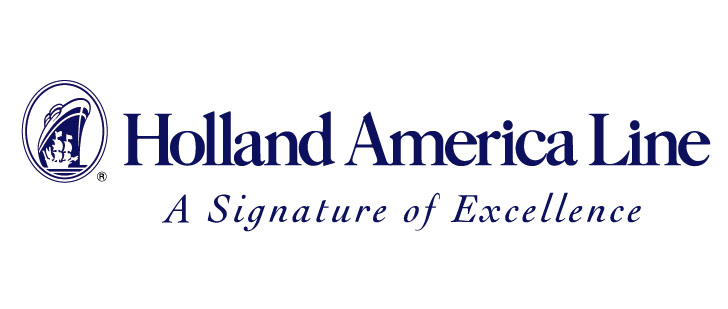 Holland America Line
®
A Signature of Excellence